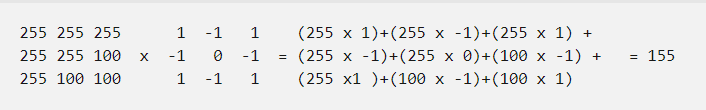 255 255 255 1 -1 1 (255 x 1)+(255 x -1)+(255 x 1) +
255 255 100 x -1 0 -1 = (255 x -1)+(255 x 0)+(100 x -1) + = 155
255 100 100 1 -1 1 (255 x1 )+(100 x -1)+(100 x 1)